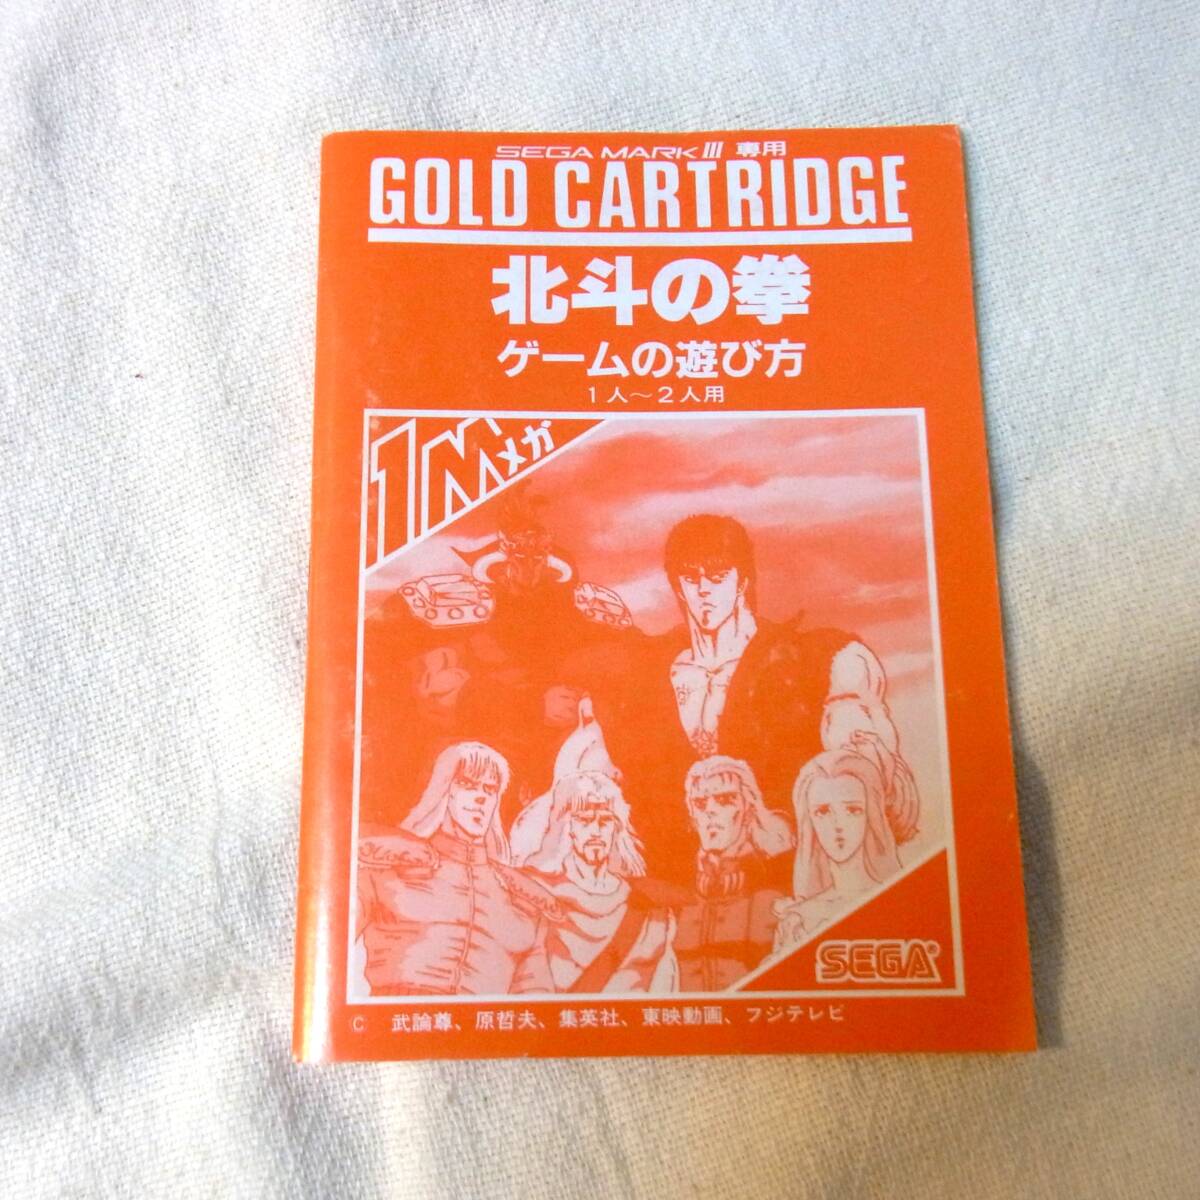 SEGA MARK III 専用
GOLD CARTRIDGE
北斗の拳
ゲームの遊び方
1人～2人用
1Mメガ
SEGA®
C 武論尊、原哲夫、集英社、東映動画、フジテレビ